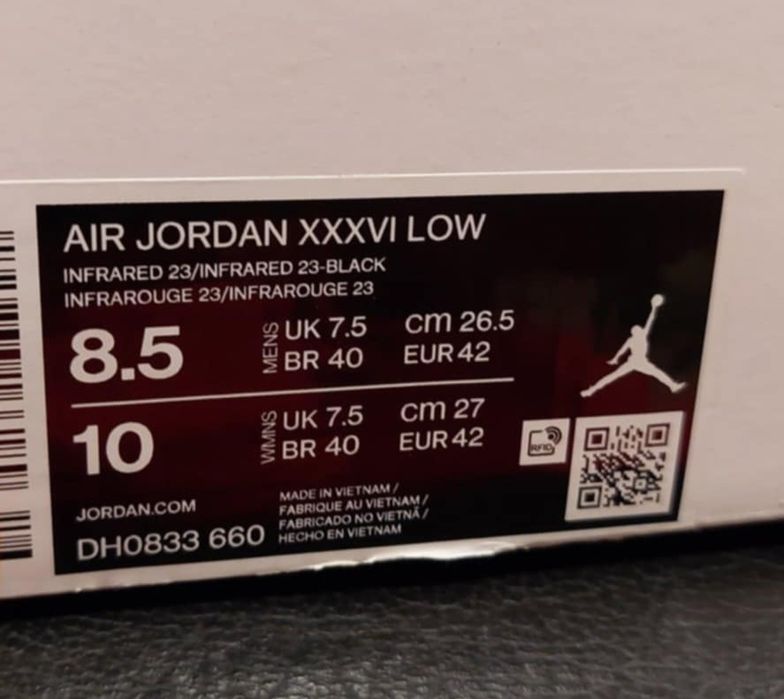 AIR JORDAN XXXVI LOW
INFRARED 23/INFRARED 23-BLACK
INFRAROUGE 23/INFRAROUGE 23
8.5 MENS UK 7.5 cm 26.5
BR 40 EUR 42
10 WMNS UK 7.5 cm 27
BR 40 EUR 42
RFID
JORDAN.COM
DH0833 660
MADE IN VIETNAM /
FABRIQUE AU VIETNAM /
FABRICADO NO VIETNÃ /
HECHO EN VIETNAM